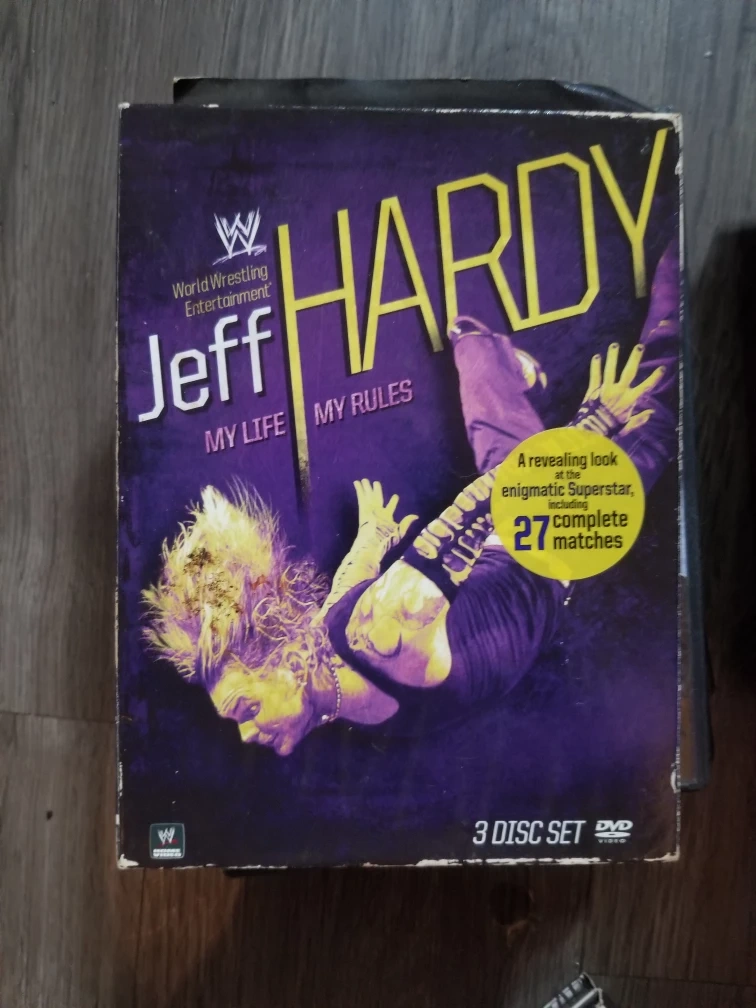 HARDY
W
World Wrestling
Entertainment
Jeff
MY LIFE MY RULES
A revealing look
at the
enigmatic Superstar,
including
27 complete
matches
3 DISC SET DVD
VIDEO
W